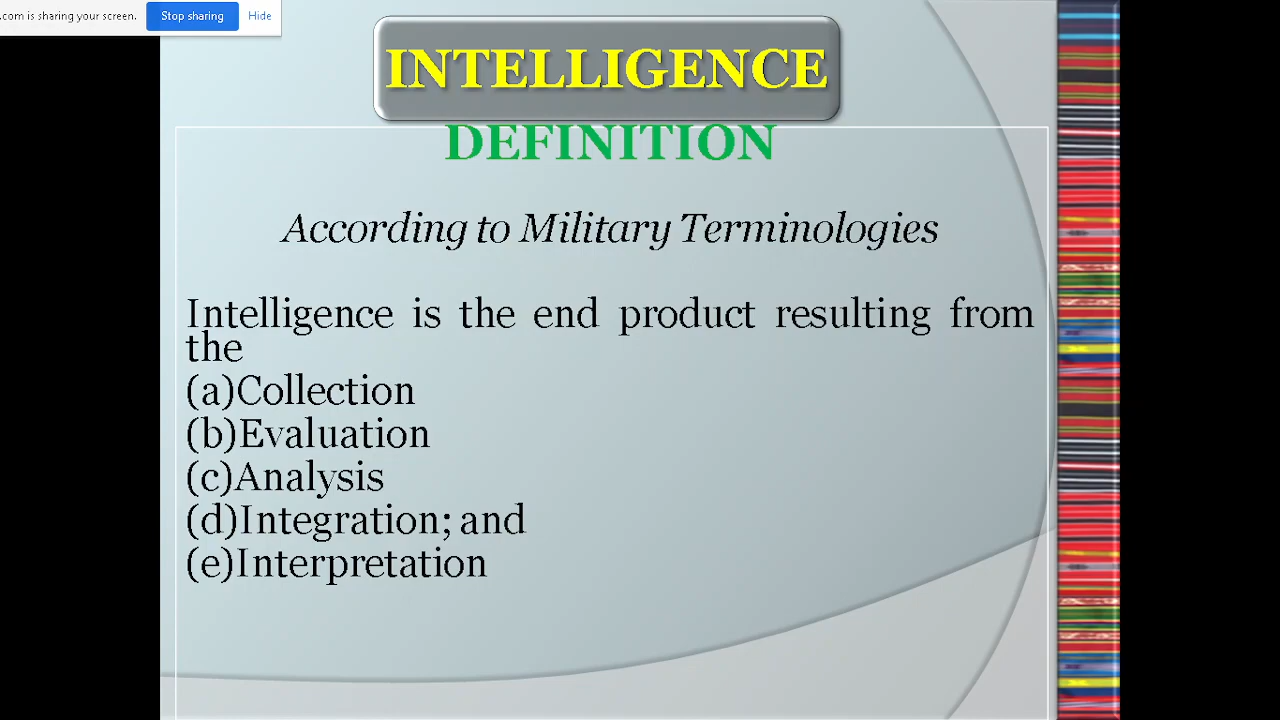 .com is sharing your screen. Stop sharing Hide
INTELLIGENCE
DEFINITION
According to Military Terminologies
Intelligence is the end product resulting from
the
(a)Collection
(b)Evaluation
(c)Analysis
(d)Integration; and
(e)Interpretation